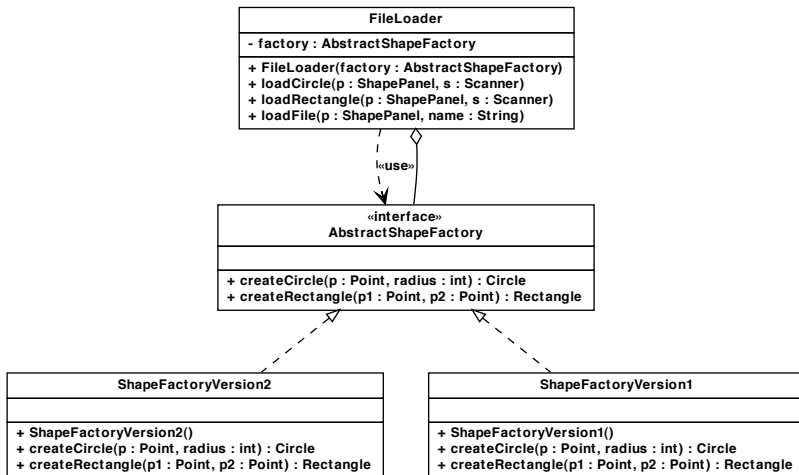 FileLoader
- factory : AbstractShapeFactory
+ FileLoader(factory : AbstractShapeFactory)
+ loadCircle(p : ShapePanel, s : Scanner)
+ loadRectangle(p : ShapePanel, s : Scanner)
+ loadFile(p : ShapePanel, name : String)
«use»
«interface»
AbstractShapeFactory
+ createCircle(p : Point, radius : int) : Circle
+ createRectangle(p1 : Point, p2 : Point) : Rectangle
ShapeFactoryVersion2
+ ShapeFactoryVersion2()
+ createCircle(p : Point, radius : int) : Circle
+ createRectangle(p1 : Point, p2 : Point) : Rectangle
ShapeFactoryVersion1
+ ShapeFactoryVersion1()
+ createCircle(p : Point, radius : int) : Circle
+ createRectangle(p1 : Point, p2 : Point) : Rectangle